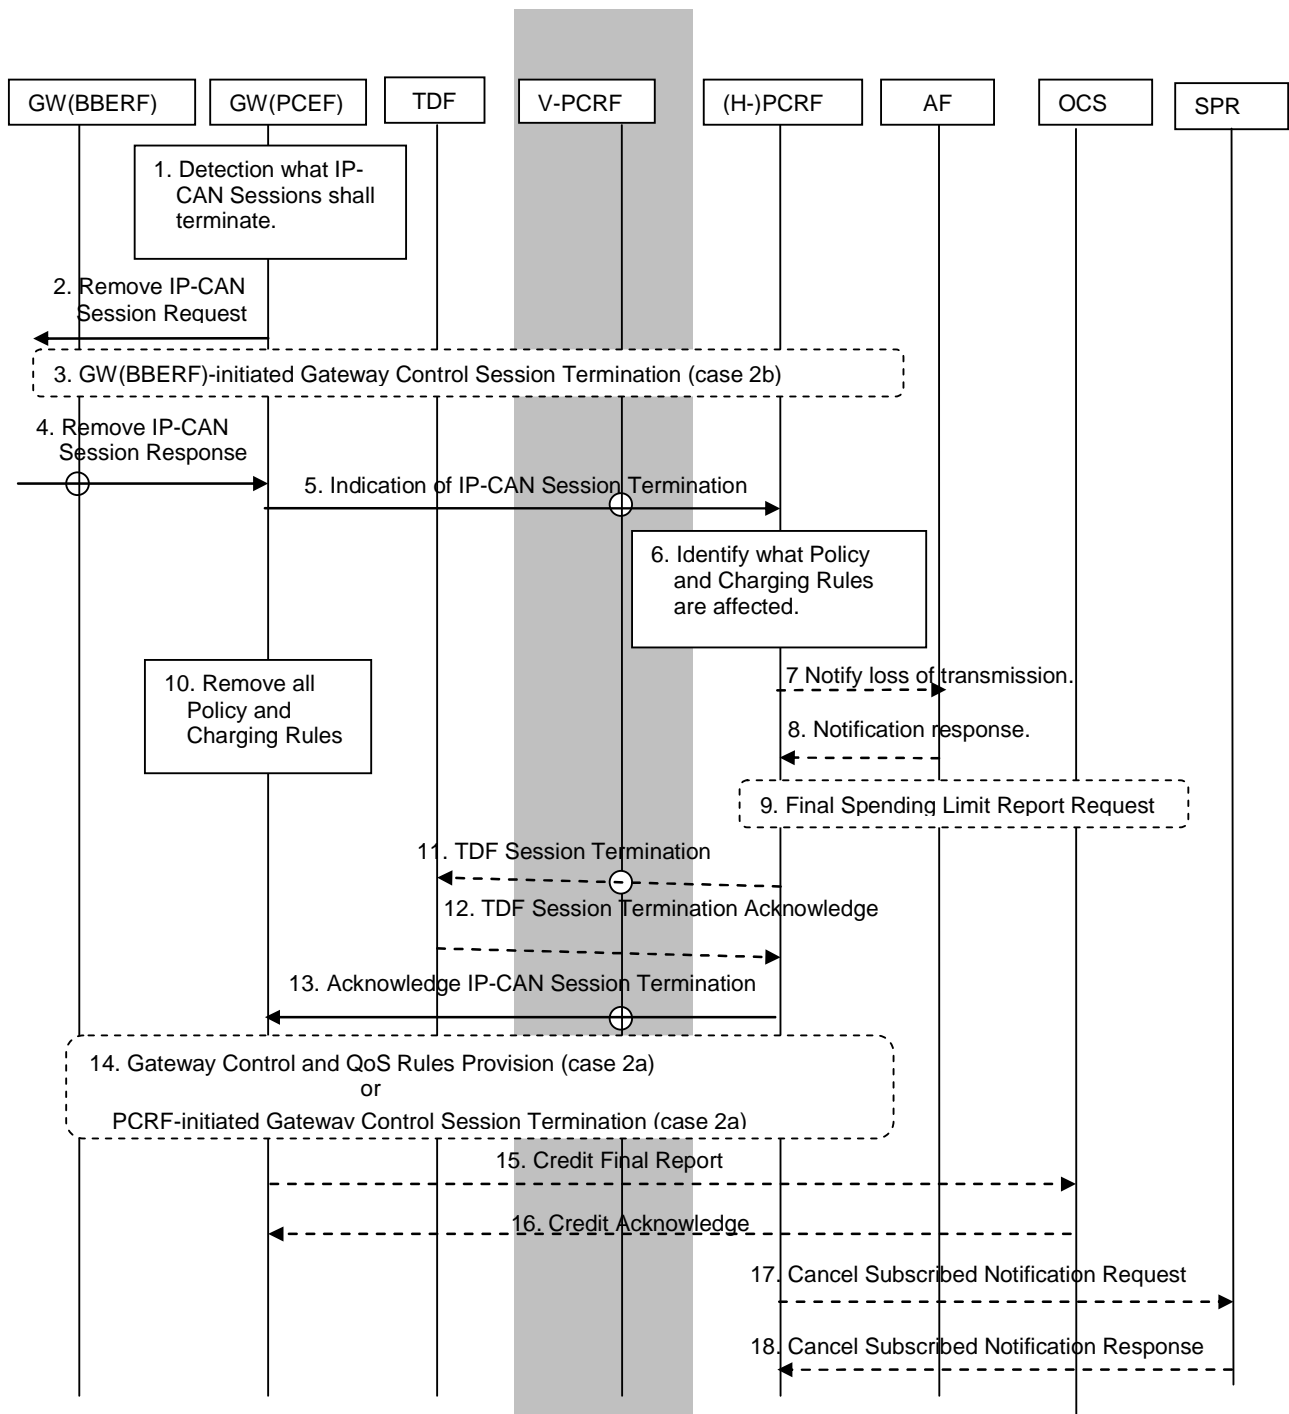 GW(BBERF)
GW(PCEF)
TDF
V-PCRF
(H-)PCRF
AF
OCS
SPR
1. Detection what IP-
CAN Sessions shall
terminate.
2. Remove IP-CAN
Session Request
3. GW(BBERF)-initiated Gateway Control Session Termination (case 2b)
4. Remove IP-CAN
Session Response
5. Indication of IP-CAN Session Termination
6. Identify what Policy
and Charging Rules
are affected.
7 Notify loss of transmission.
10. Remove all
Policy and
Charging Rules
8. Notification response.
9. Final Spending Limit Report Request
11. TDF Session Termination
12. TDF Session Termination Acknowledge
13. Acknowledge IP-CAN Session Termination
14. Gateway Control and QoS Rules Provision (case 2a)
or
PCRF-initiated Gateway Control Session Termination (case 2a)
15. Credit Final Report
16. Credit Acknowledge
17. Cancel Subscribed Notification Request
18. Cancel Subscribed Notification Response